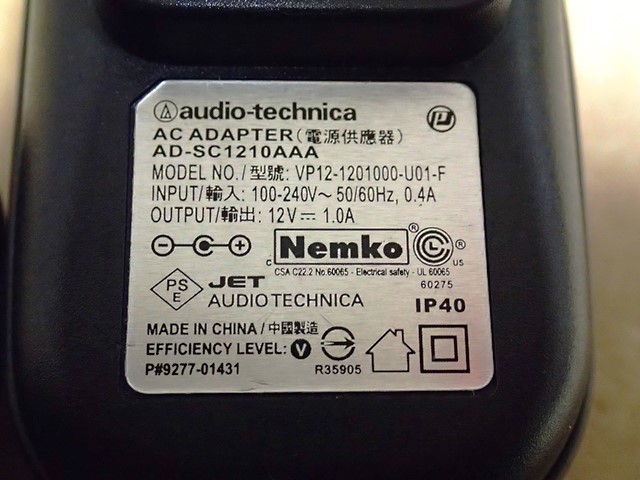 audio-technica
AC ADAPTER(電源供應器)
AD-SC1210AAA
MODEL NO./型號: VP12-1201000-U01-F
INPUT/輸入: 100-240V~ 50/60Hz, 0.4A
OUTPUT/輸出: 12V⎓ 1.0A
Nemko®
®
C US
CSA C22.2 No.60065 - Electrical safety - UL 60065
60275
PS
E
JET
AUDIO TECHNICA
IP40
MADE IN CHINA/中國製造
EFFICIENCY LEVEL: V
R35905
P#9277-01431